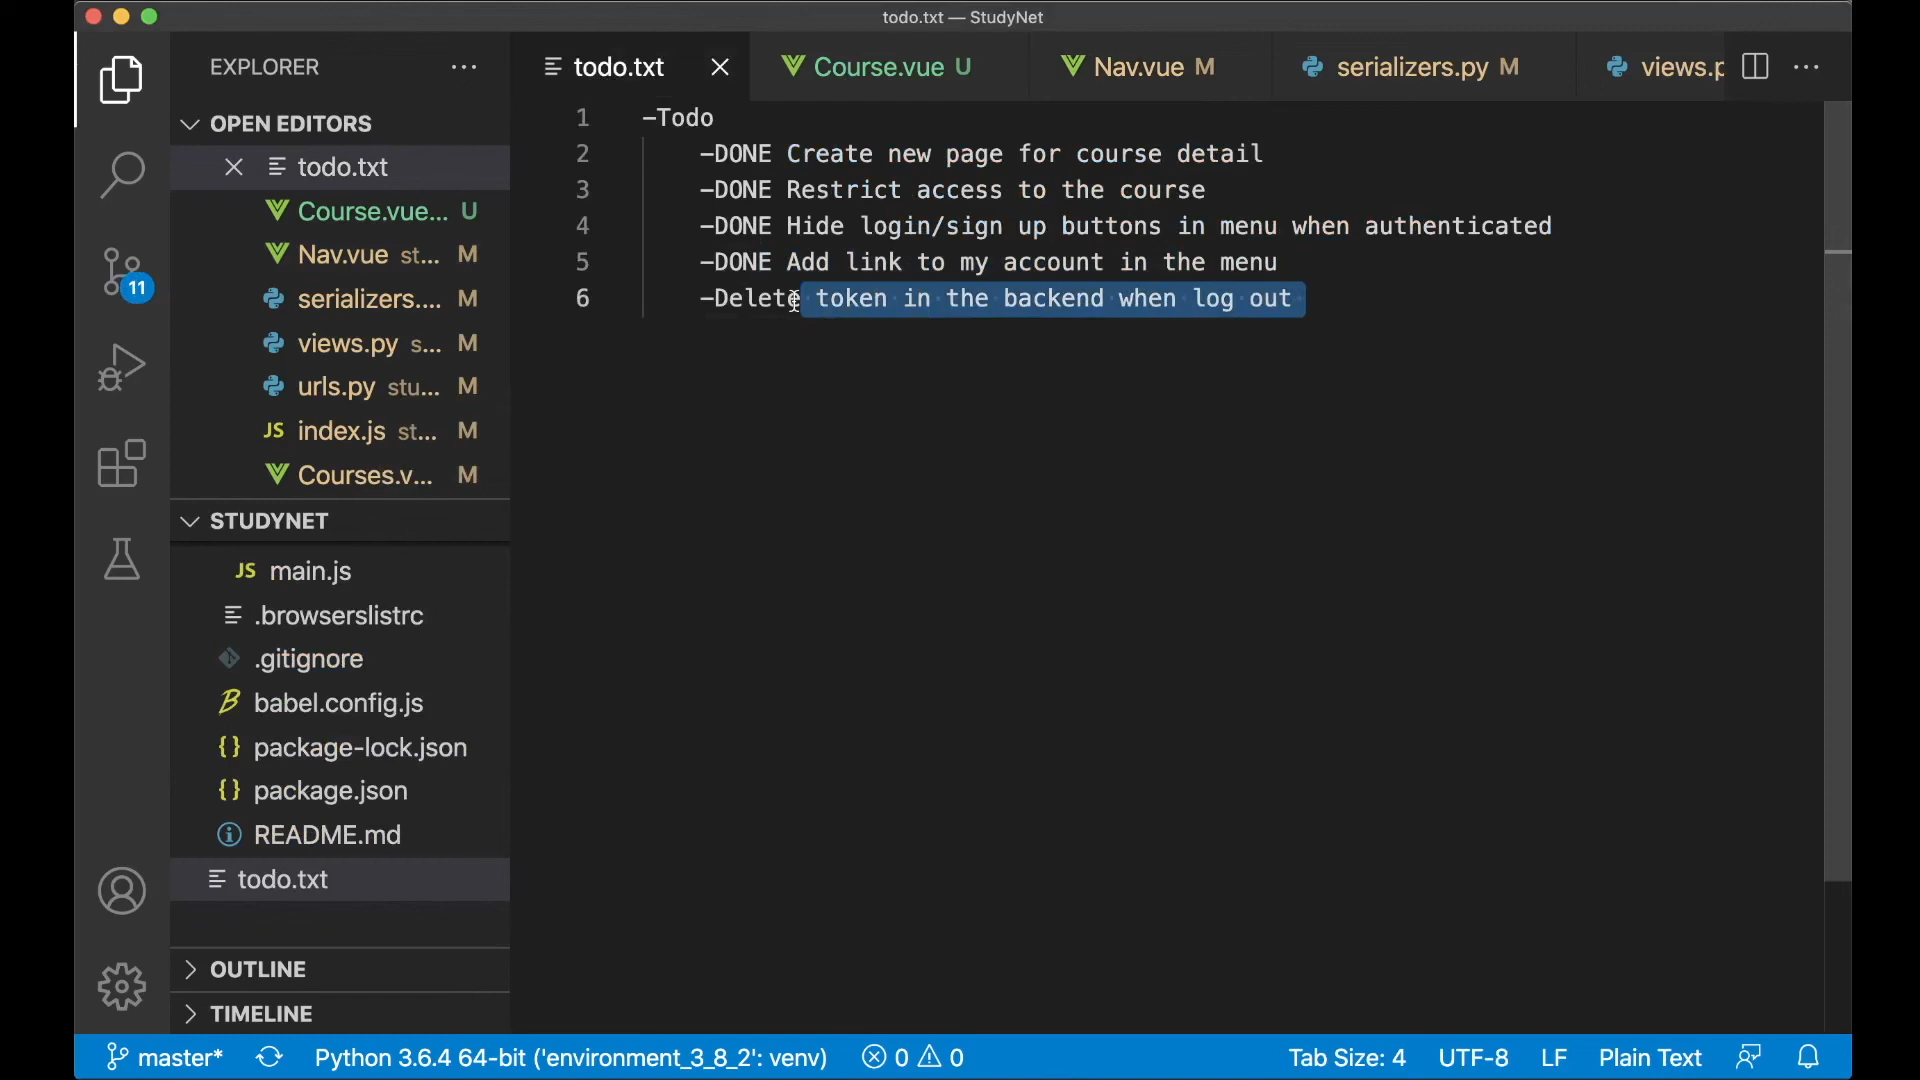 todo.txt — StudyNet
EXPLORER
todo.txt
Course.vue U
Nav.vue M
serializers.py M
views.p
OPEN EDITORS
todo.txt
Course.vue... U
Nav.vue st... M
serializers.... M
views.py s... M
urls.py stu... M
JS index.js st... M
Courses.v... M
11
STUDYNET
JS main.js
.browserslistrc
.gitignore
babel.config.js
{} package-lock.json
{} package.json
README.md
todo.txt
OUTLINE
TIMELINE
1 -Todo
2 -DONE Create new page for course detail
3 -DONE Restrict access to the course
4 -DONE Hide login/sign up buttons in menu when authenticated
5 -DONE Add link to my account in the menu
6 -Delete token in the backend when log out
master* Python 3.6.4 64-bit ('environment_3_8_2': venv) 0 0 Tab Size: 4 UTF-8 LF Plain Text